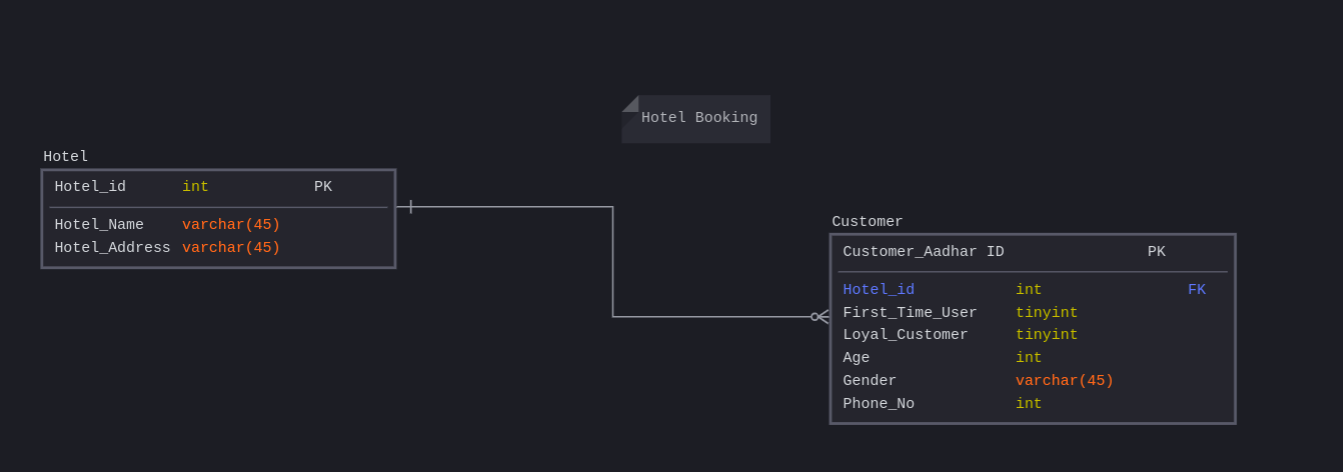 Hotel Booking
Hotel
Hotel_id int PK
Hotel_Name varchar(45)
Hotel_Address varchar(45)
Customer
Customer_Aadhar ID PK
Hotel_id int FK
First_Time_User tinyint
Loyal_Customer tinyint
Age int
Gender varchar(45)
Phone_No int